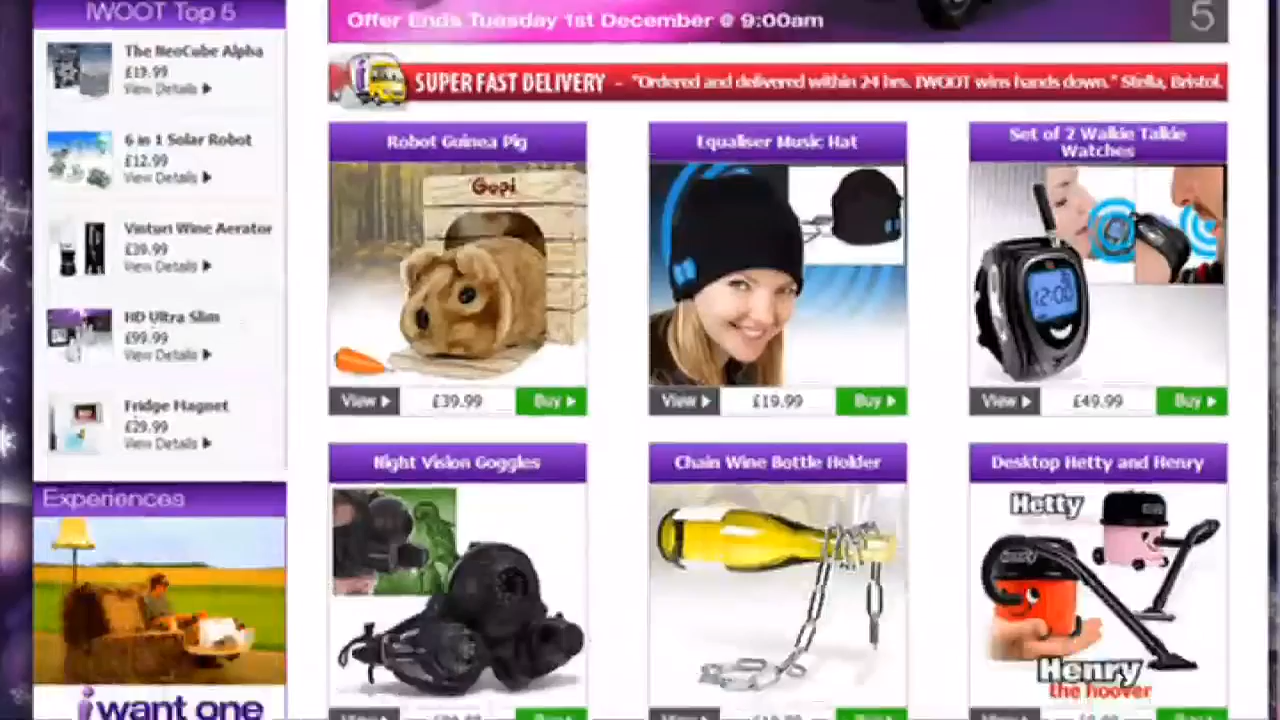 IWOOT Top 5
Offer Ends Tuesday 1st December @ 9:00am
5
The NeoCube Alpha
£19.99
View Details
6 in 1 Solar Robot
£12.99
View Details
Vinturi Wine Aerator
£39.99
View Details
HD Ultra Slim
£99.99
View Details
Fridge Magnet
£29.99
View Details
Experiences
i want one
SUPER FAST DELIVERY - "Ordered and delivered within 24 hrs. IWOOT wins hands down." Stella, Bristol.
Robot Guinea Pig
Gopi
View £39.99 Buy
Equaliser Music Hat
View £19.99 Buy
Set of 2 Walkie Talkie
Watches
12:00
View £49.99 Buy
Night Vision Goggles
Chain Wine Bottle Holder
Desktop Hetty and Henry
Hetty
Henry
Henry
the hoover